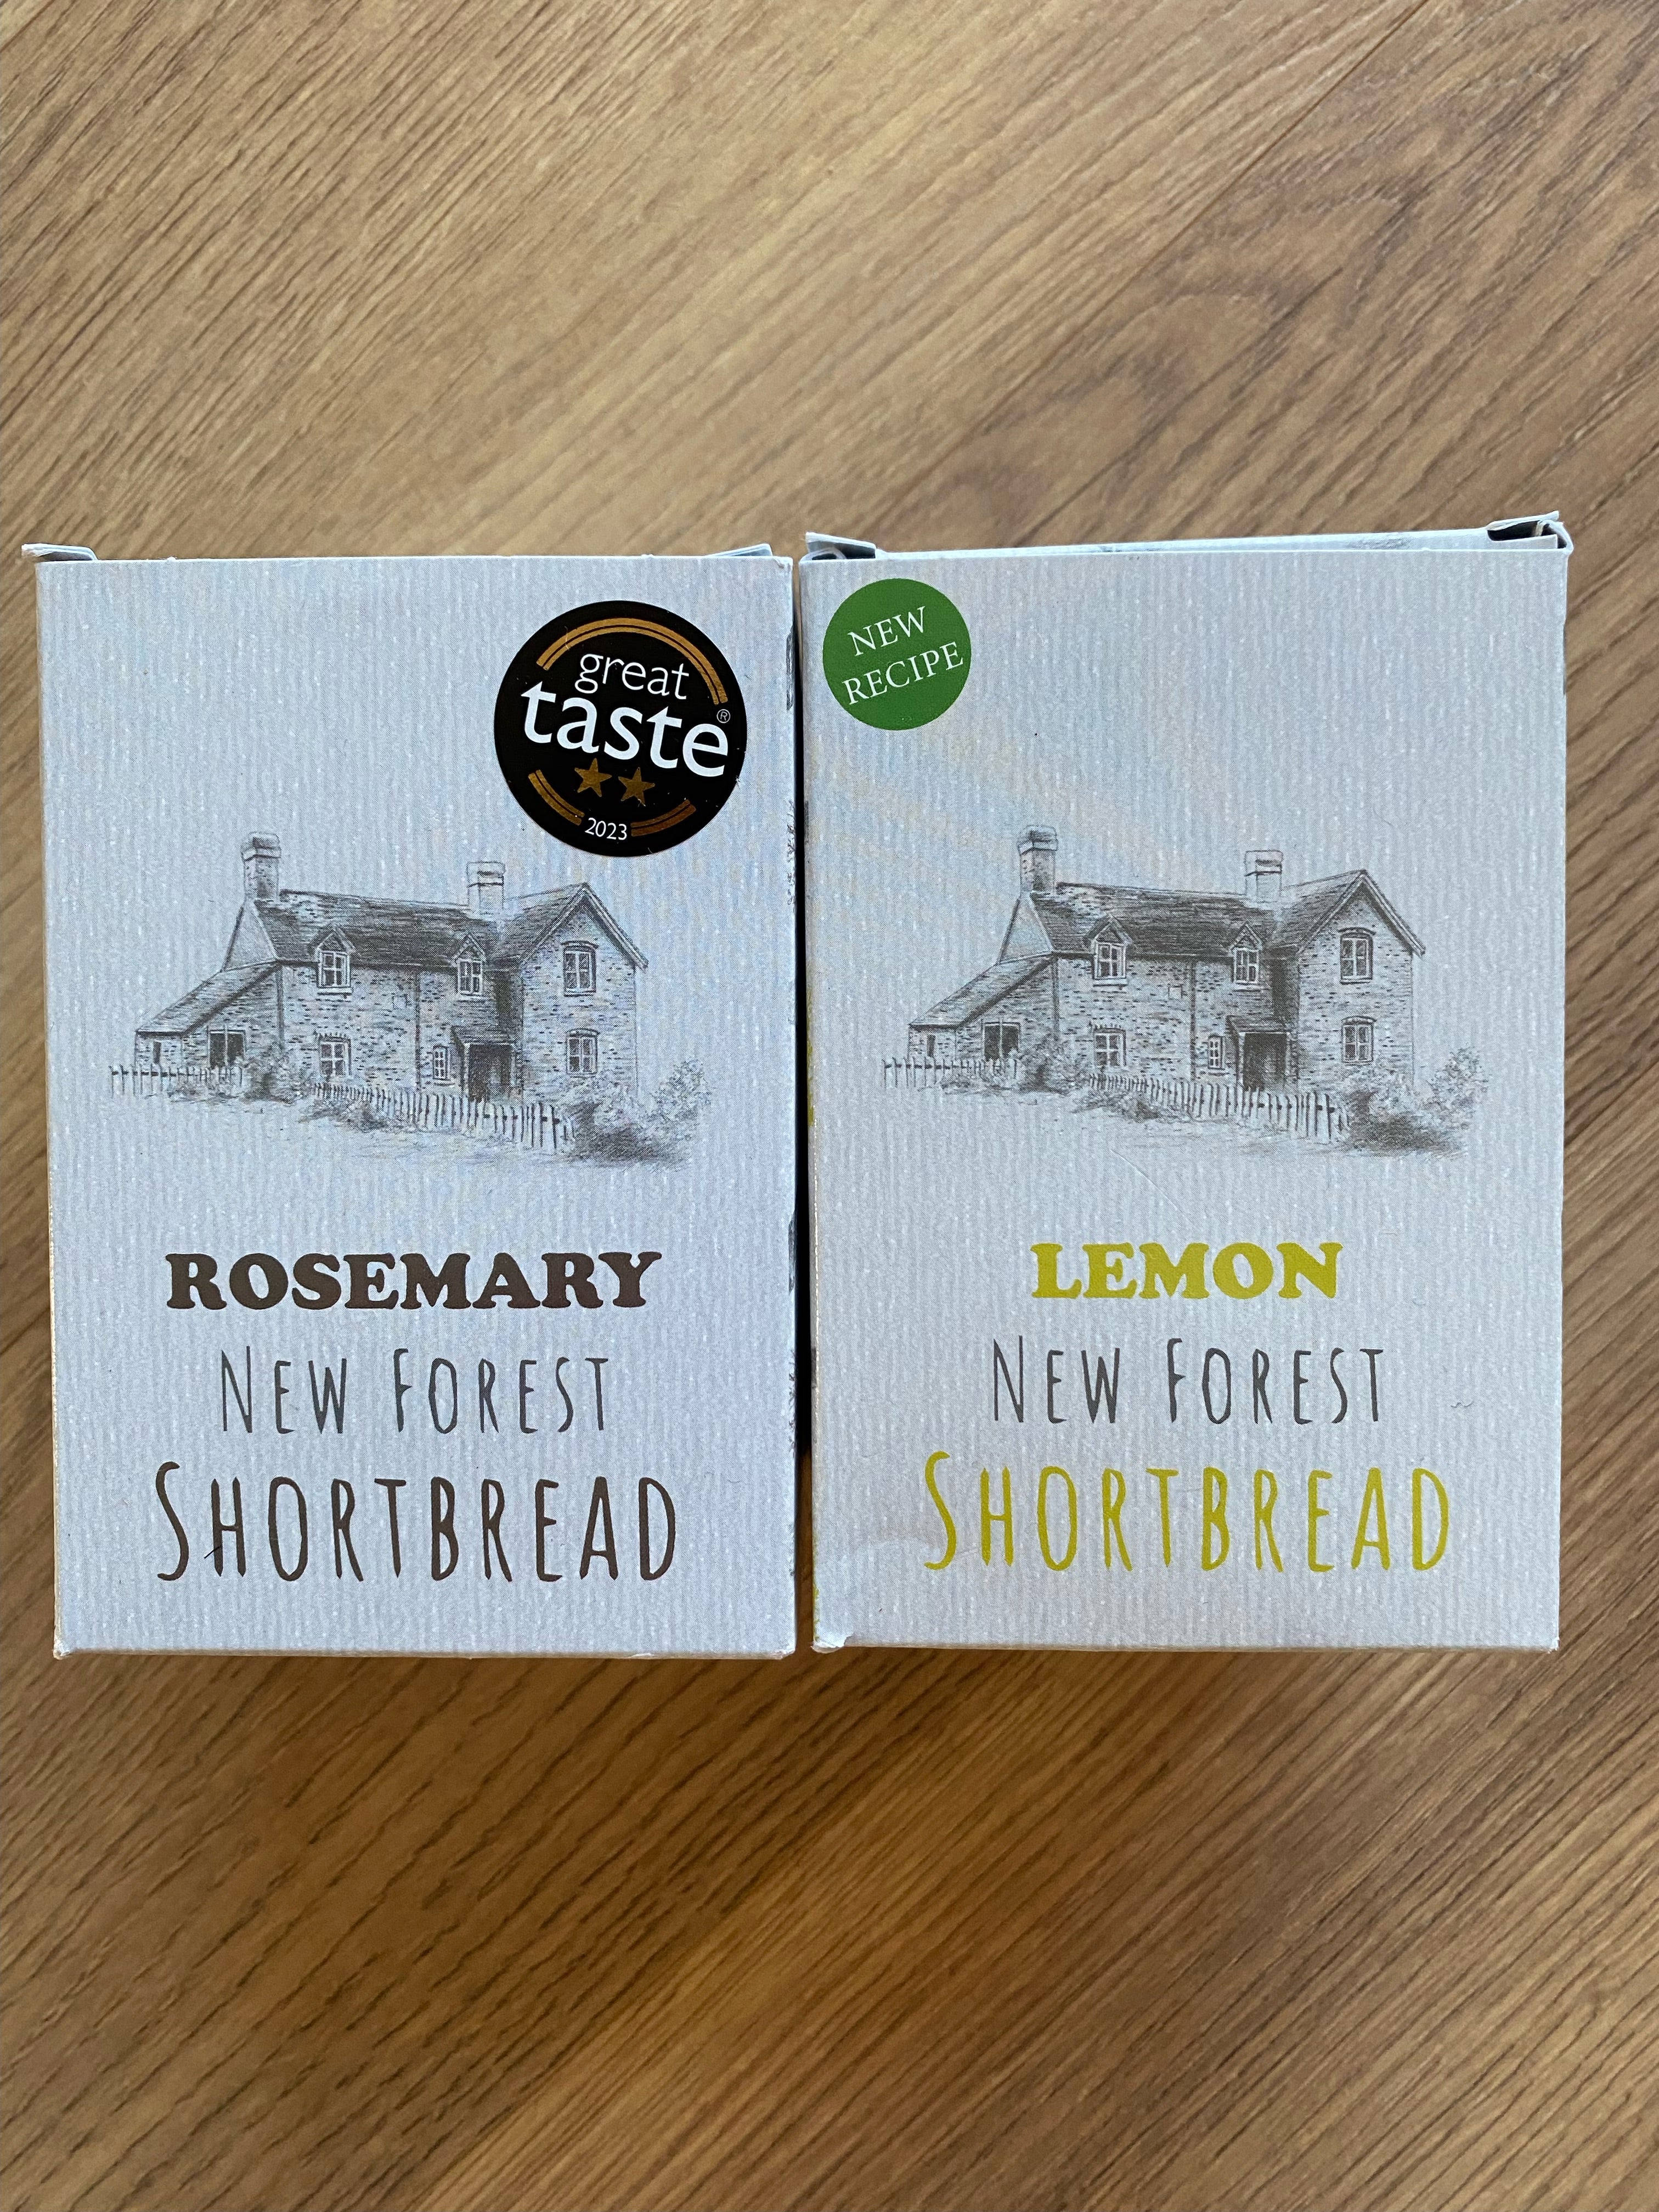 great
taste®
2023
ROSEMARY
NEW FOREST
SHORTBREAD
NEW
RECIPE
LEMON
NEW FOREST
SHORTBREAD